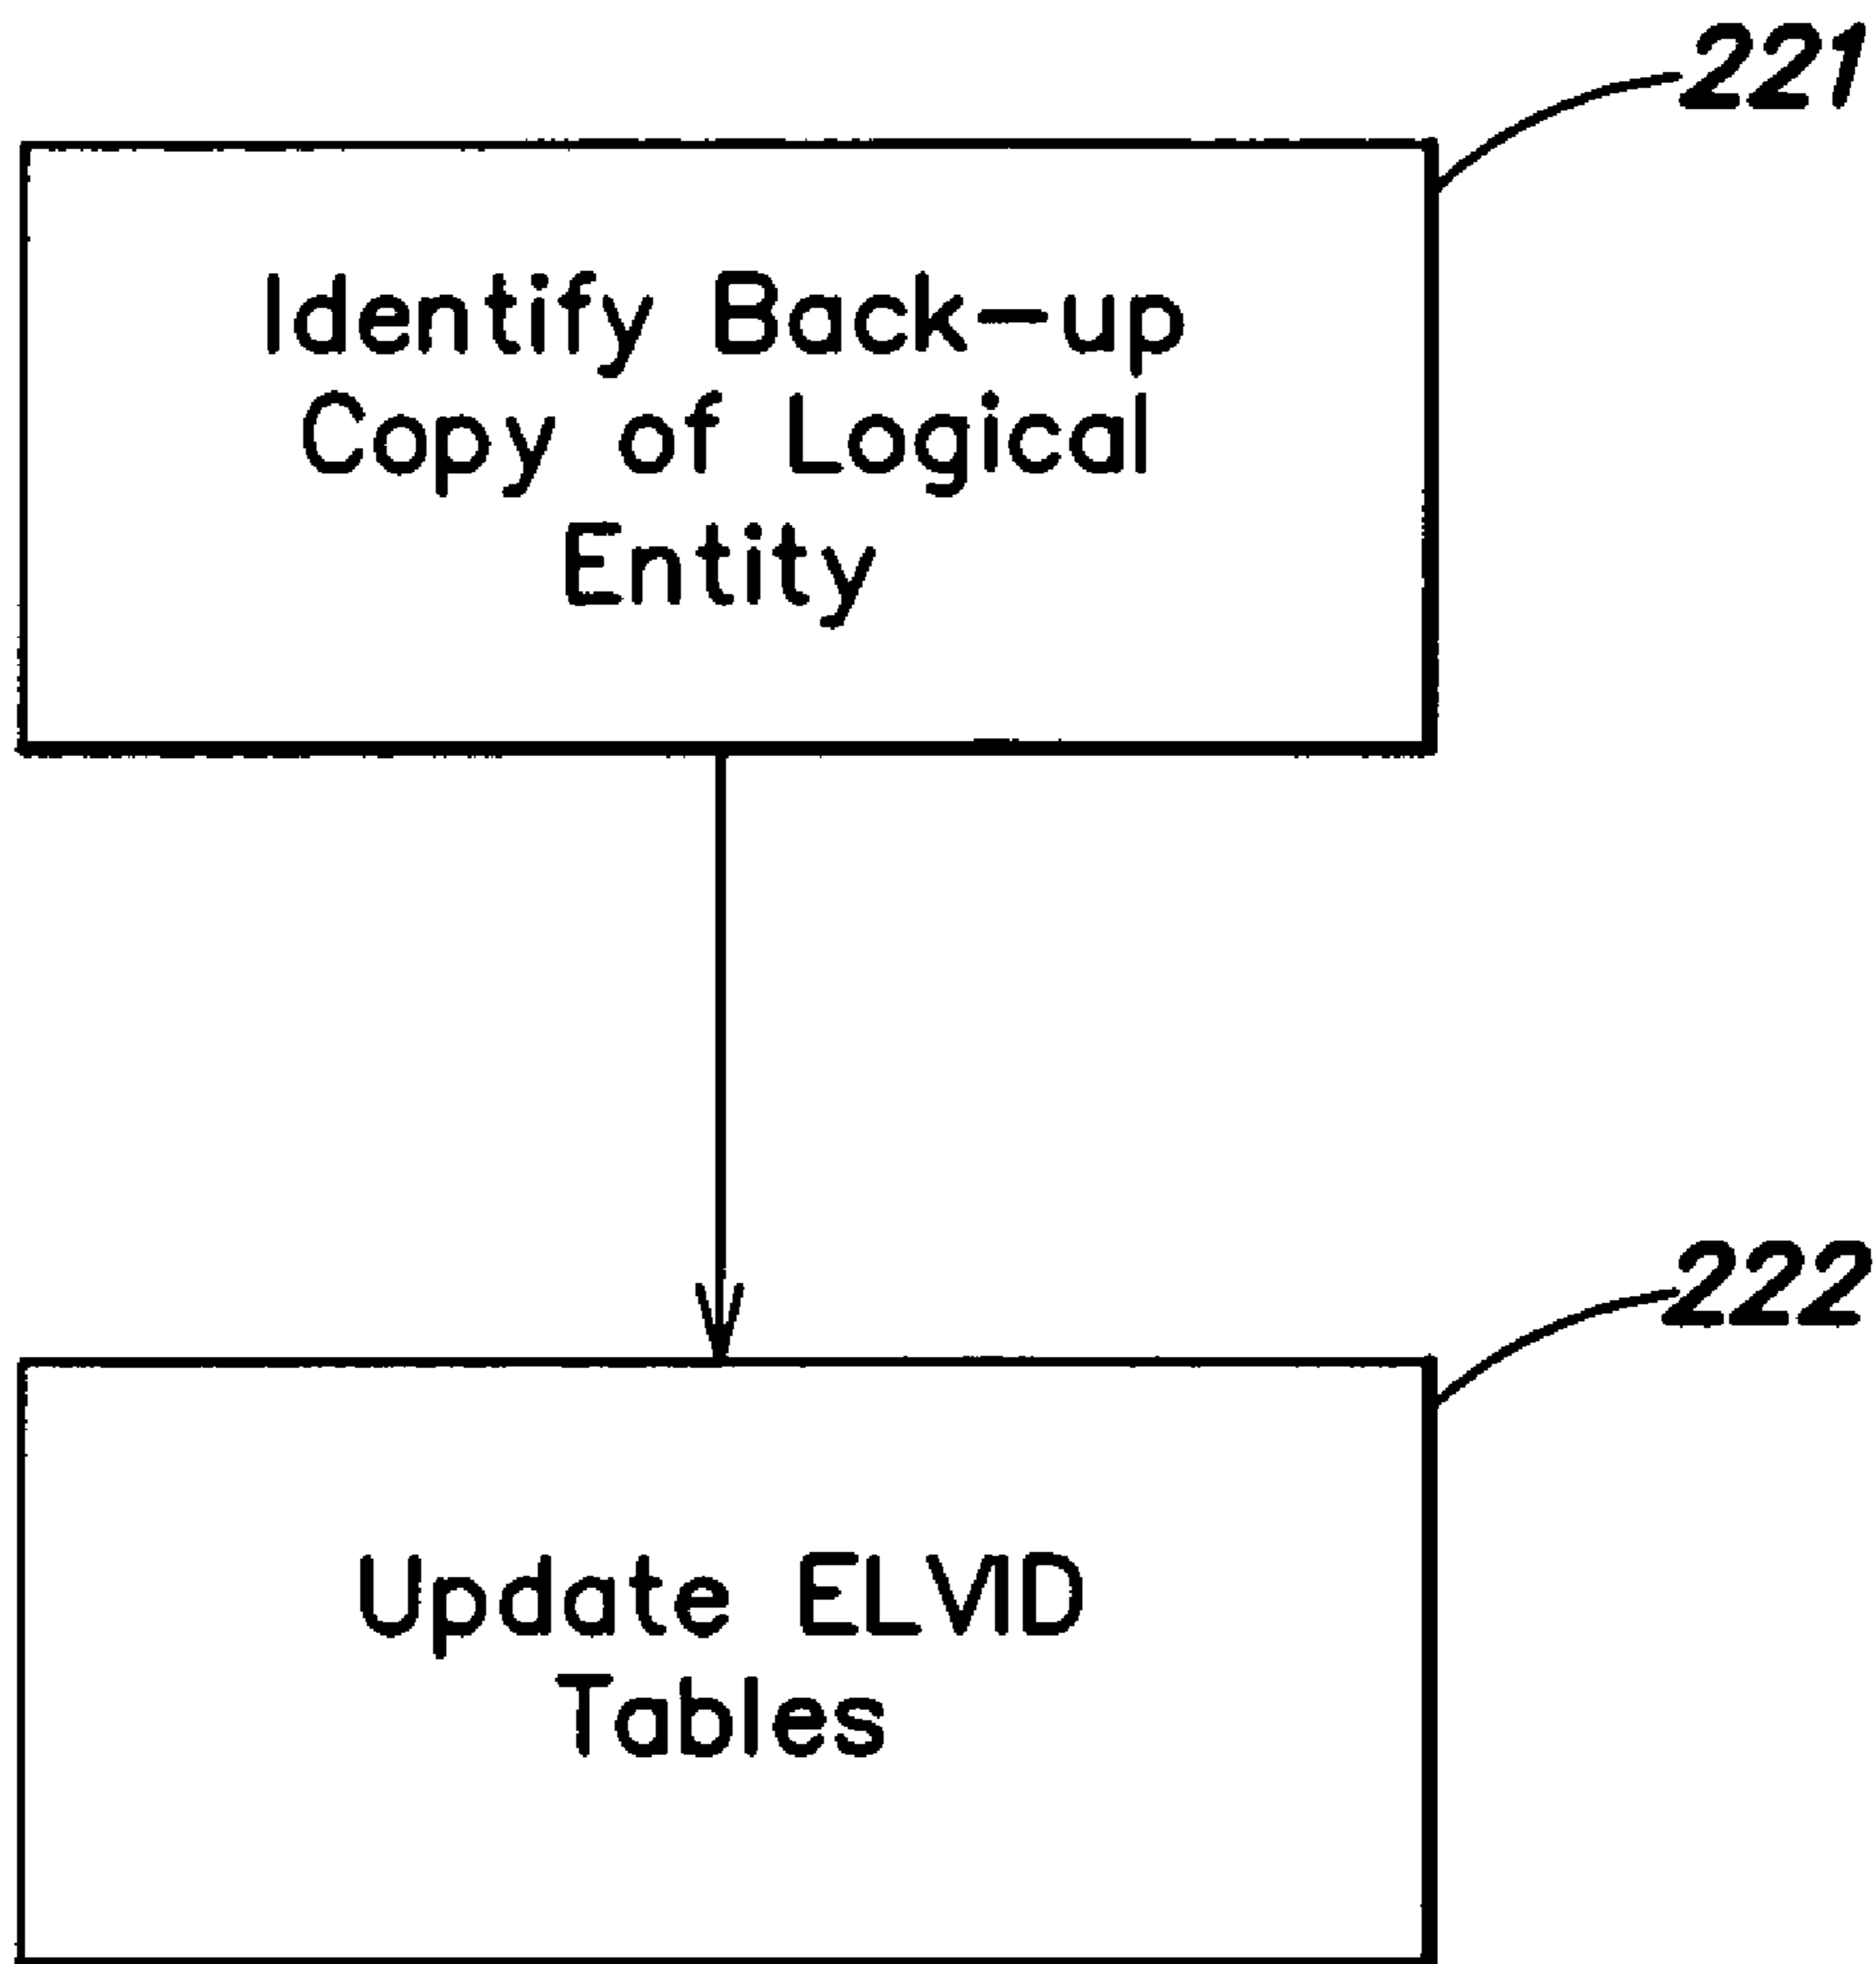 221
Identify Back-up
Copy of Logical
Entity
222
Update ELVID
Tables